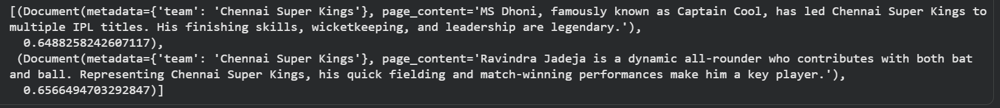 [(Document(metadata={'team': 'Chennai Super Kings'}, page_content='MS Dhoni, famously known as Captain Cool, has led Chennai Super Kings to
multiple IPL titles. His finishing skills, wicketkeeping, and leadership are legendary.'),
  0.6488258242607117),
 (Document(metadata={'team': 'Chennai Super Kings'}, page_content='Ravindra Jadeja is a dynamic all-rounder who contributes with both bat
and ball. Representing Chennai Super Kings, his quick fielding and match-winning performances make him a key player.'),
  0.6566494703292847)]